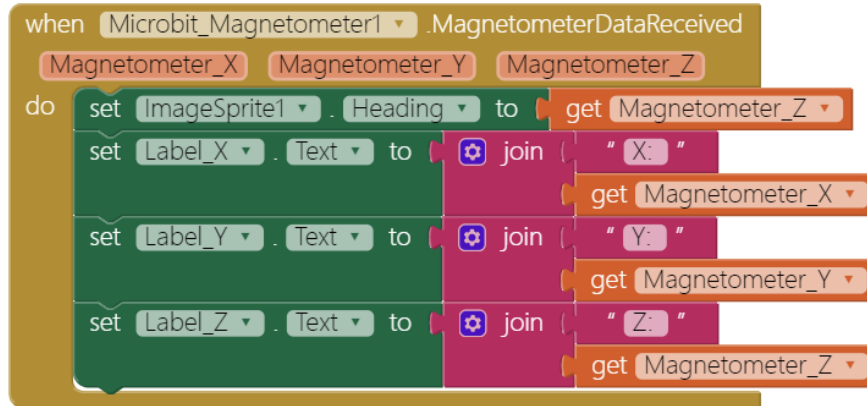 when Microbit_Magnetometer1 .MagnetometerDataReceived
Magnetometer_X Magnetometer_Y Magnetometer_Z
do set ImageSprite1 . Heading to get Magnetometer_Z
set Label_X . Text to join " X: "
get Magnetometer_X
set Label_Y . Text to join " Y: "
get Magnetometer_Y
set Label_Z . Text to join " Z: "
get Magnetometer_Z